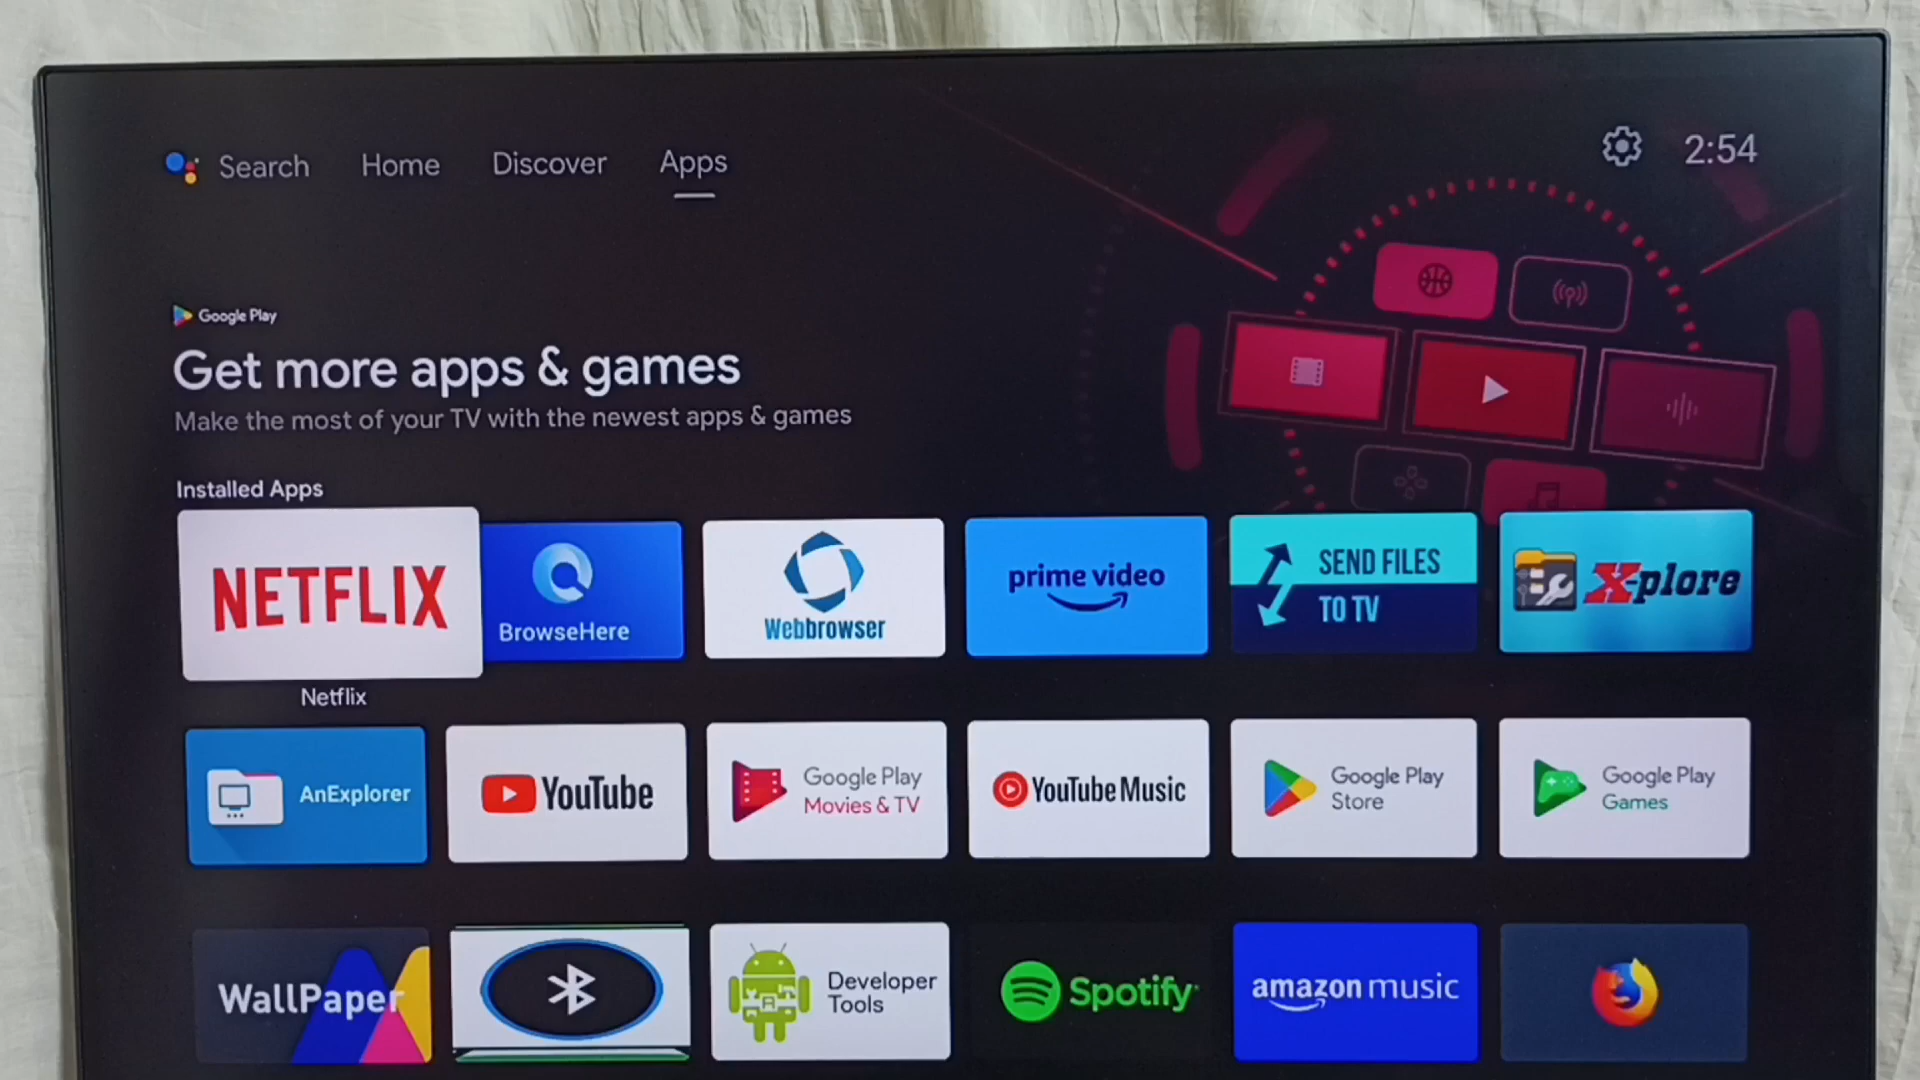 Search Home Discover Apps
2:54
Google Play
Get more apps & games
Make the most of your TV with the newest apps & games
Installed Apps
NETFLIX
BrowseHere
Webbrowser
prime video
SEND FILES
TO TV
X-plore
Netflix
AnExplorer
YouTube
Google Play
Movies & TV
YouTube Music
Google Play
Store
Google Play
Games
WallPaper
Developer
Tools
Spotify
amazon music